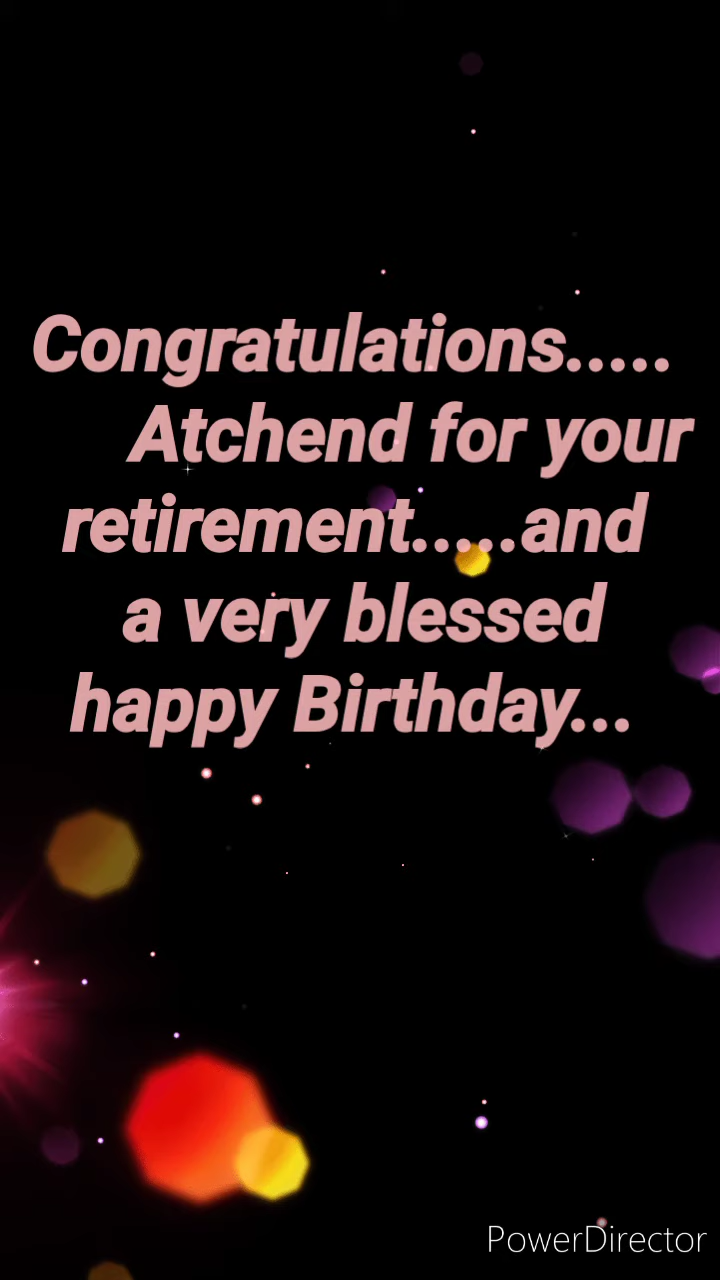 Congratulations.....
Atchend for your
retirement.....and
a very blessed
happy Birthday...
PowerDirector